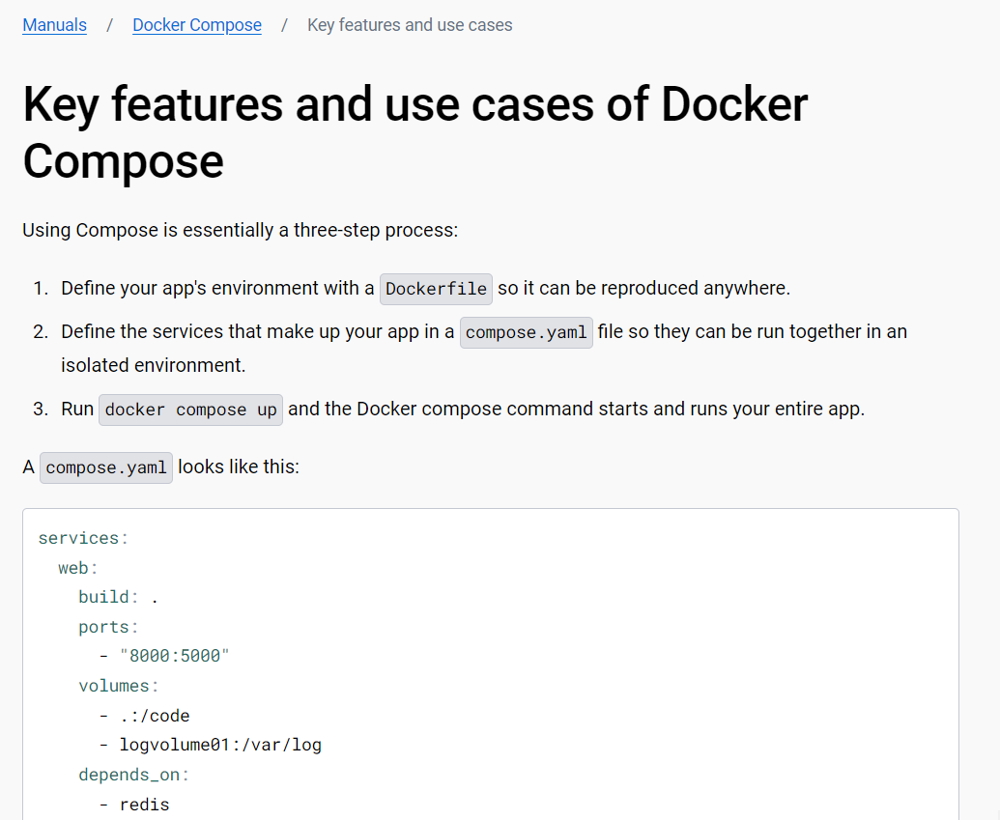 Manuals / Docker Compose / Key features and use cases
Key features and use cases of Docker
Compose
Using Compose is essentially a three-step process:
1. Define your app's environment with a Dockerfile so it can be reproduced anywhere.
2. Define the services that make up your app in a compose.yaml file so they can be run together in an
isolated environment.
3. Run docker compose up and the Docker compose command starts and runs your entire app.
A compose.yaml looks like this:
services:
  web:
    build: .
    ports:
      - "8000:5000"
    volumes:
      - .:/code
      - logvolume01:/var/log
    depends_on:
      - redis